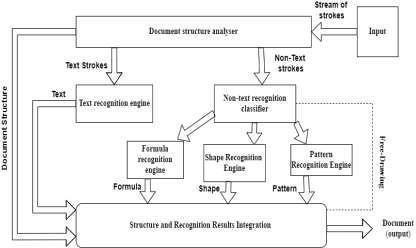 Stream of
strokes
Document structure analyser
Input
Text Strokes
Non-Text
strokes
Text
Text recognition engine
Non-text recognition
classifier
Document Structure
Free-Drawing
Formula
recognition
engine
Shape Recognition
Engine
Pattern
Recognition Engine
Formula
Shape
Pattern
Structure and Recognition Results Integration
Document
(output)